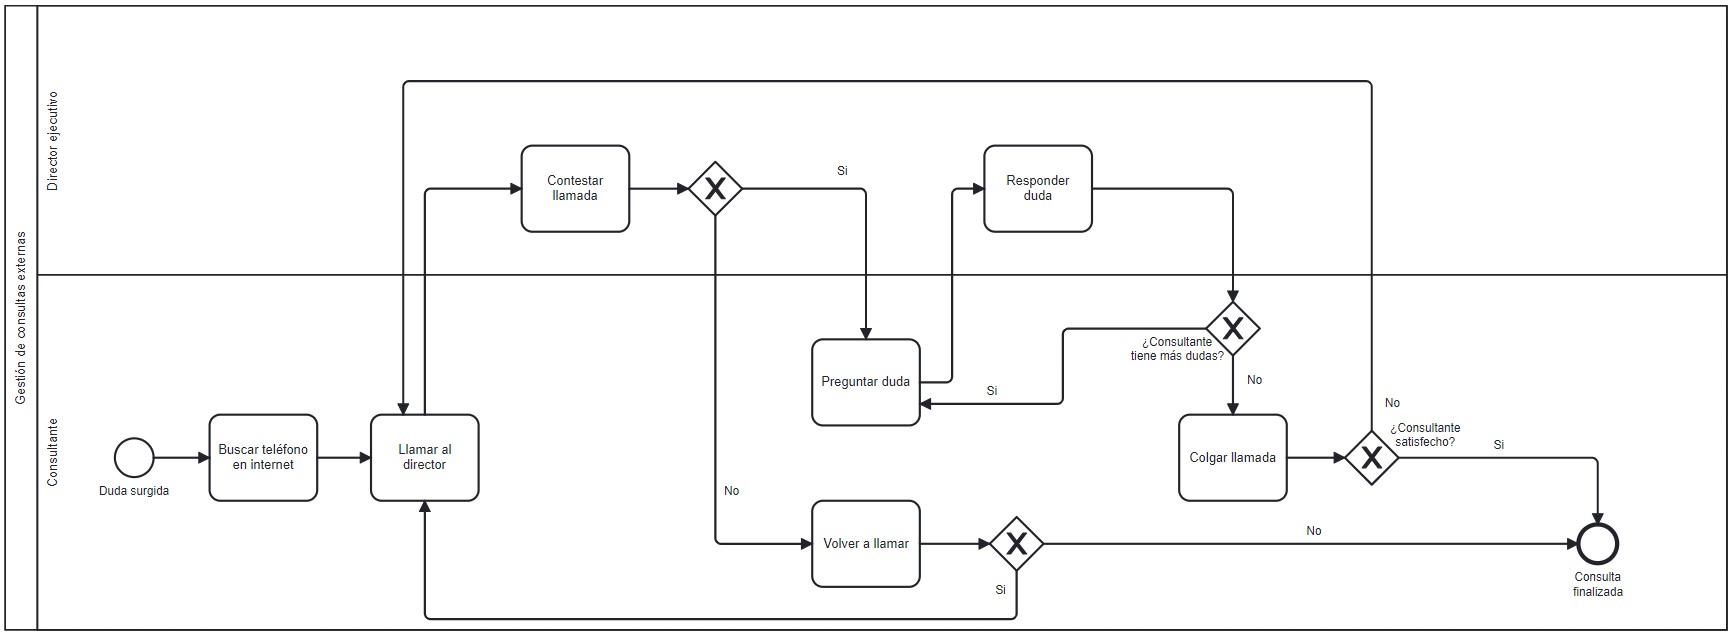 Gestión de consultas externas
Director ejecutivo
Contestar
llamada
Si
Responder
duda
Consultante
Duda surgida
Buscar teléfono
en internet
Llamar al
director
No
Preguntar duda
Si
¿Consultante
tiene más dudas?
No
Colgar llamada
No
¿Consultante
satisfecho?
Si
Volver a llamar
Si
No
Consulta
finalizada